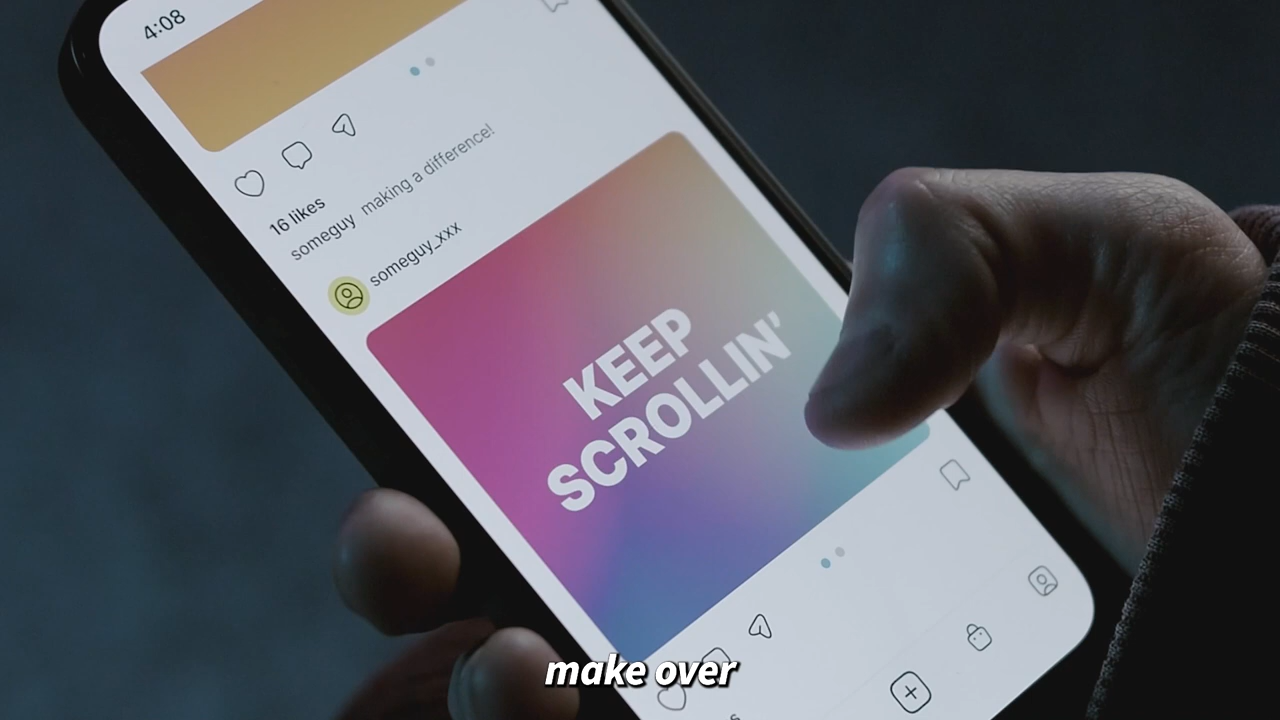 4:08
16 likes
someguy making a difference!
someguy_xxx
KEEP
SCROLLIN'
make over